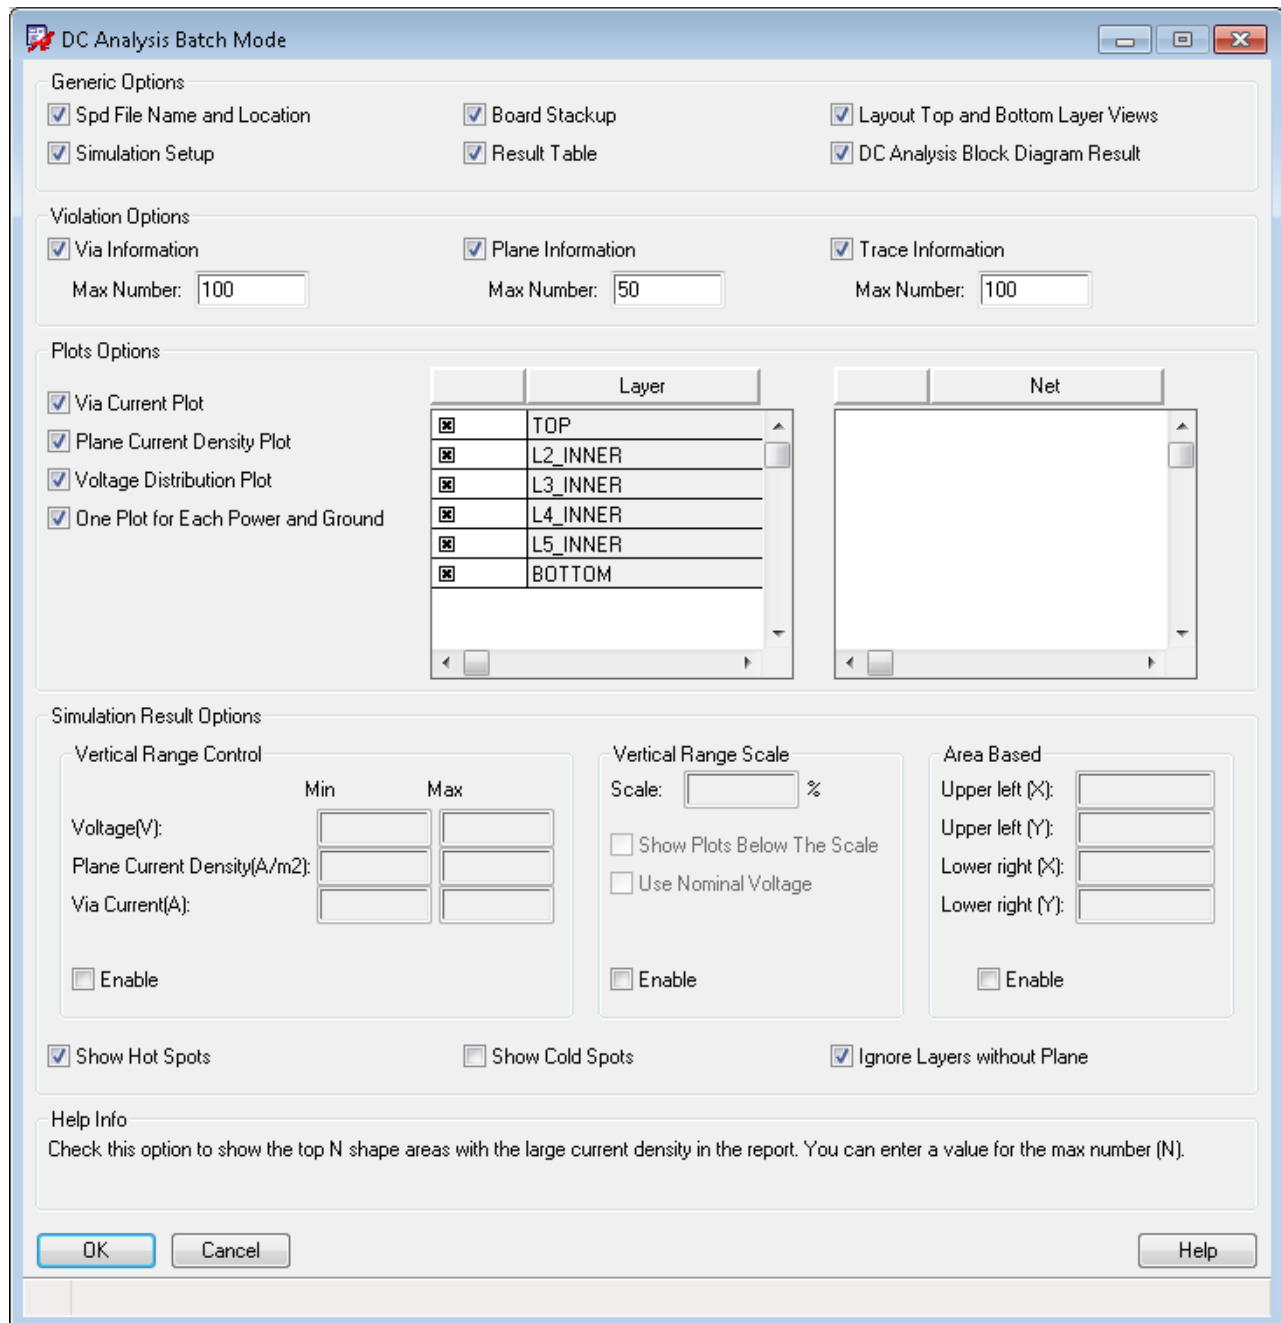 DC Analysis Batch Mode
Generic Options
Spd File Name and Location
Board Stackup
Layout Top and Bottom Layer Views
Simulation Setup
Result Table
DC Analysis Block Diagram Result
Violation Options
Via Information
Plane Information
Trace Information
Max Number: 100
Max Number: 50
Max Number: 100
Plots Options
Via Current Plot
Plane Current Density Plot
Voltage Distribution Plot
One Plot for Each Power and Ground
Layer
TOP
L2_INNER
L3_INNER
L4_INNER
L5_INNER
BOTTOM
Net
Simulation Result Options
Vertical Range Control
Min Max
Voltage(V):
Plane Current Density(A/m2):
Via Current(A):
Enable
Vertical Range Scale
Scale: %
Show Plots Below The Scale
Use Nominal Voltage
Enable
Area Based
Upper left (X):
Upper left (Y):
Lower right (X):
Lower right (Y):
Enable
Show Hot Spots
Show Cold Spots
Ignore Layers without Plane
Help Info
Check this option to show the top N shape areas with the large current density in the report. You can enter a value for the max number (N).
OK
Cancel
Help